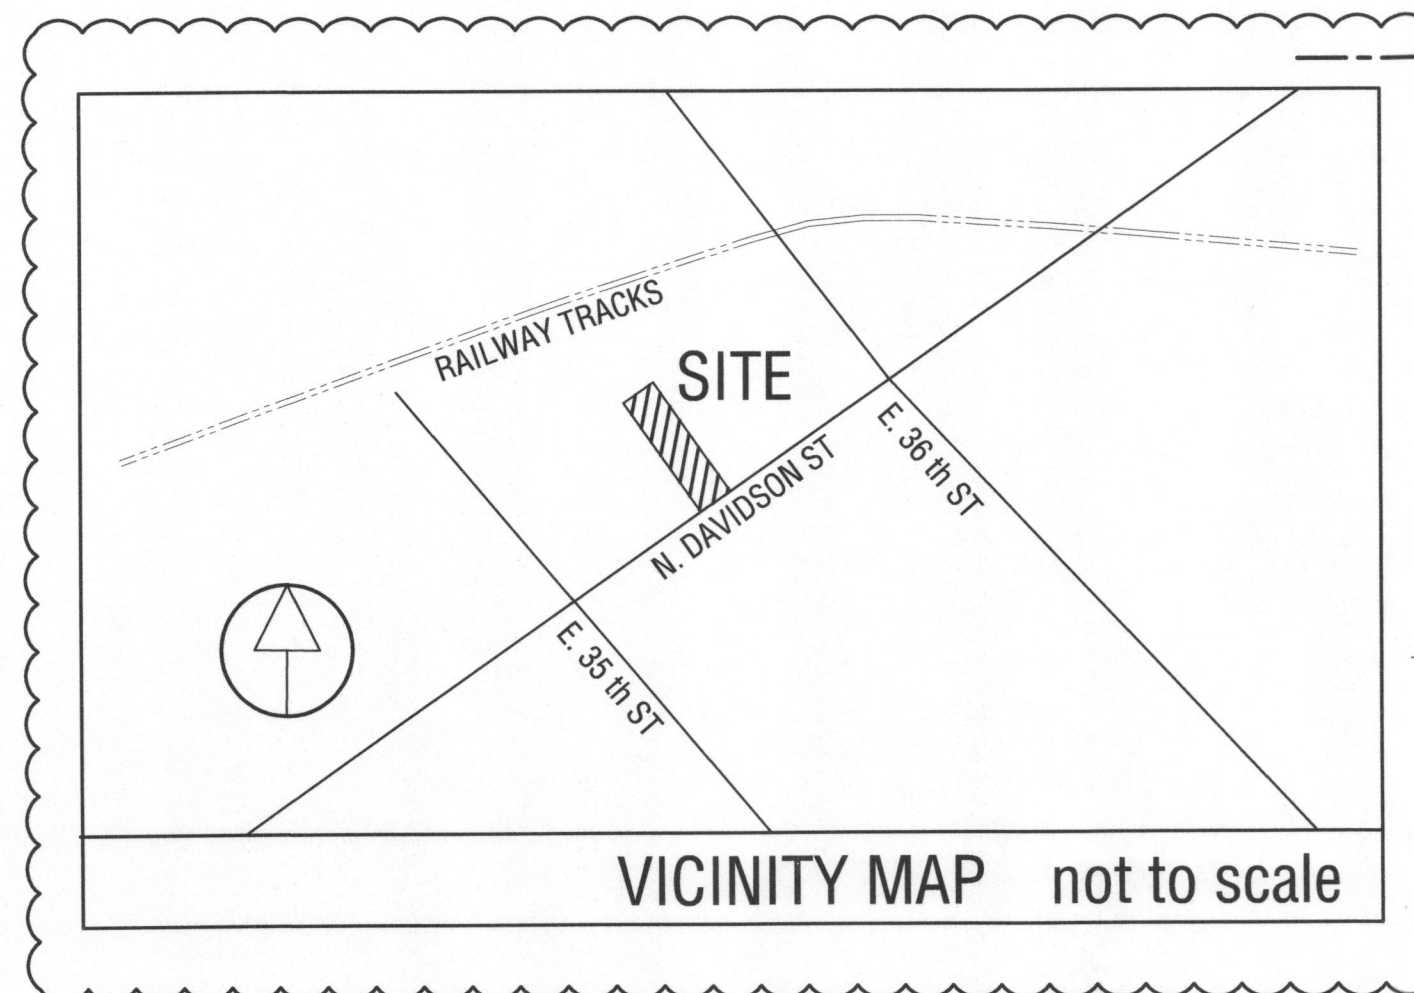 RAILWAY TRACKS
SITE
N. DAVIDSON ST
E. 36 th ST
E. 35 th ST
VICINITY MAP not to scale